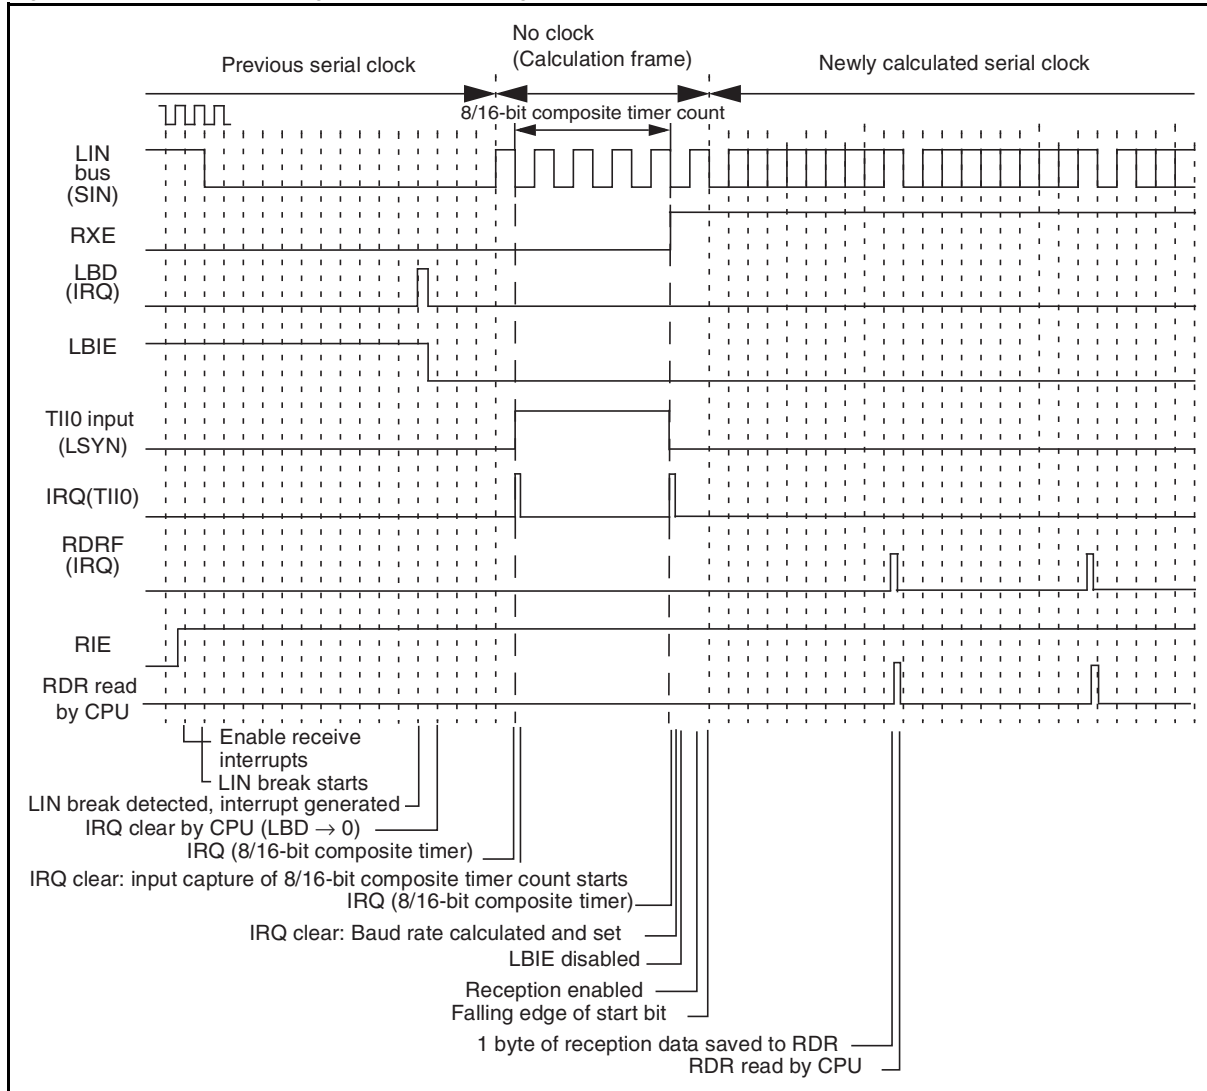 No clock
(Calculation frame)
Previous serial clock
Newly calculated serial clock
8/16-bit composite timer count
LIN
bus
(SIN)
RXE
LBD
(IRQ)
LBIE
TII0 input
(LSYN)
IRQ(TII0)
RDRF
(IRQ)
RIE
RDR read
by CPU
Enable receive
interrupts
LIN break starts
LIN break detected, interrupt generated
IRQ clear by CPU (LBD → 0)
IRQ (8/16-bit composite timer)
IRQ clear: input capture of 8/16-bit composite timer count starts
IRQ (8/16-bit composite timer)
IRQ clear: Baud rate calculated and set
LBIE disabled
Reception enabled
Falling edge of start bit
1 byte of reception data saved to RDR
RDR read by CPU